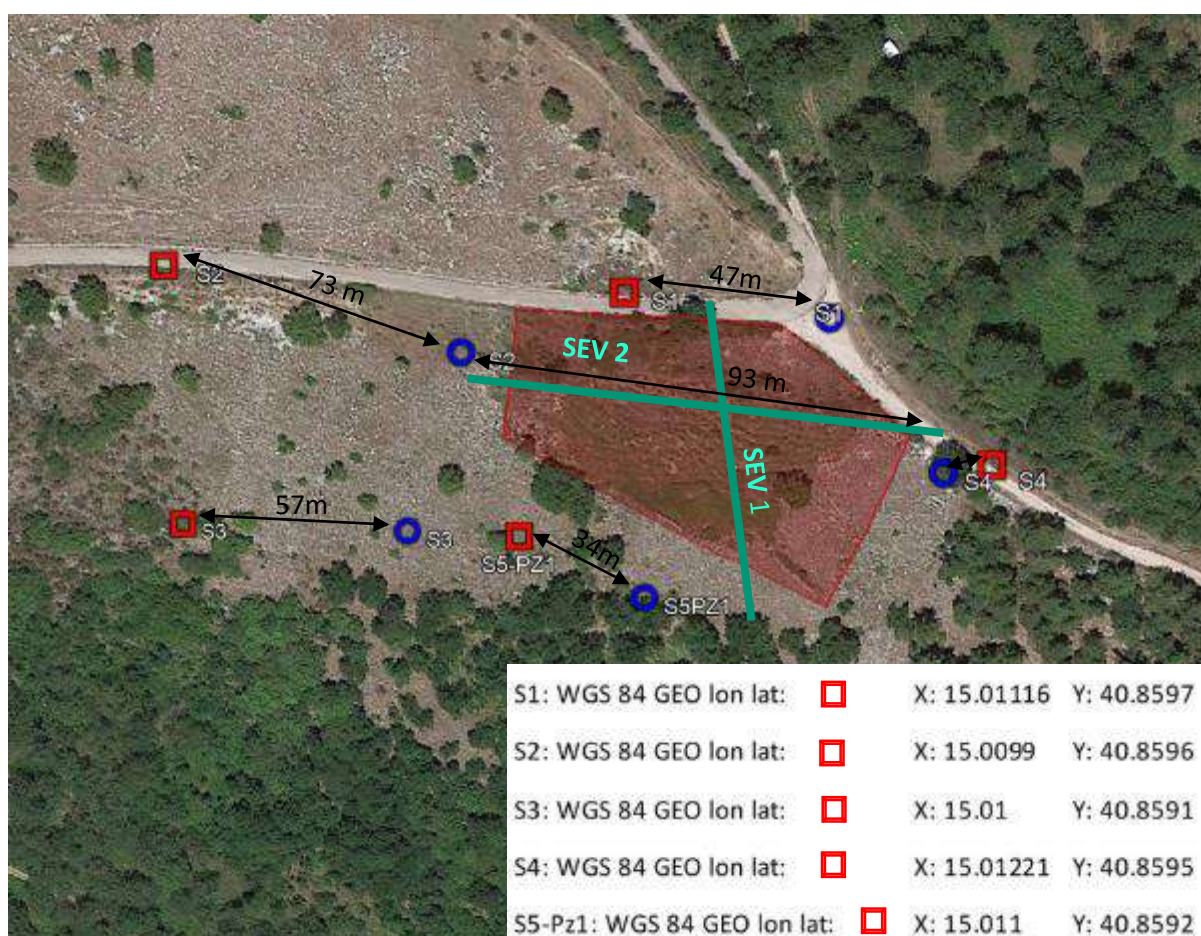 S2
73 m
S1
47m
S1
S2
SEV 2
93 m
S4
S4
SEV 1
S3
57m
S3
S5-PZ1
34m
S5PZ1
S1: WGS 84 GEO lon lat: X: 15.01116 Y: 40.8597
S2: WGS 84 GEO lon lat: X: 15.0099 Y: 40.8596
S3: WGS 84 GEO lon lat: X: 15.01 Y: 40.8591
S4: WGS 84 GEO lon lat: X: 15.01221 Y: 40.8595
S5-Pz1: WGS 84 GEO lon lat: X: 15.011 Y: 40.8592